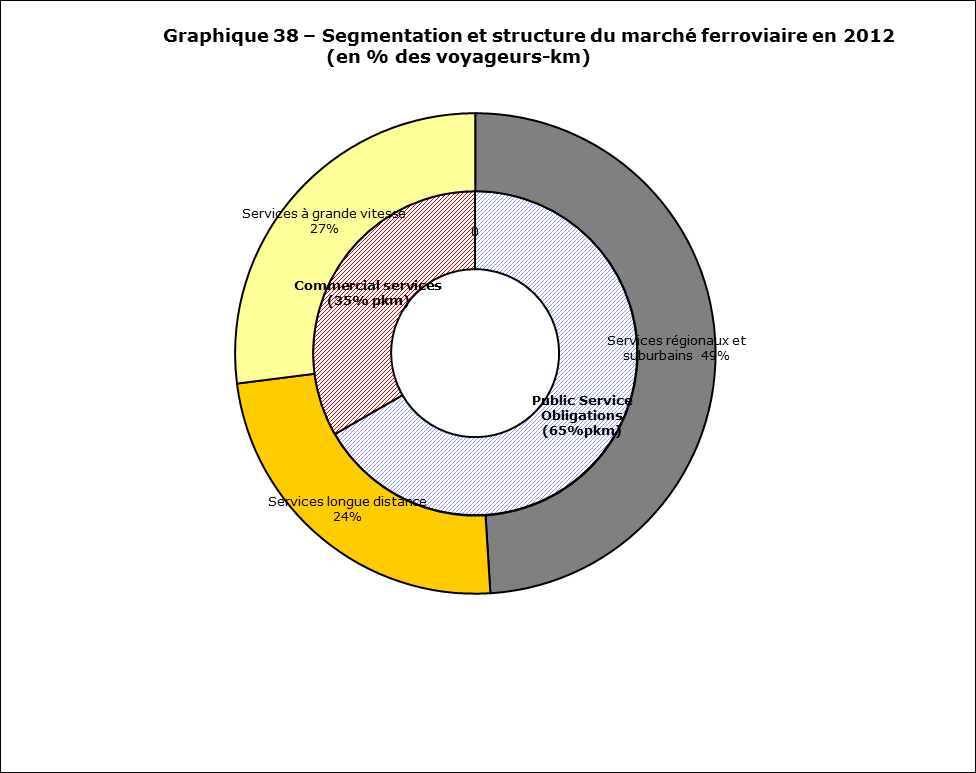 Graphique 38 – Segmentation et structure du marché ferroviaire en 2012
(en % des voyageurs-km)
Services à grande vitesse
27%
0
Commercial services
(35% pkm)
Services régionaux et
suburbains 49%
Public Service
Obligations
(65%pkm)
Services longue distance
24%